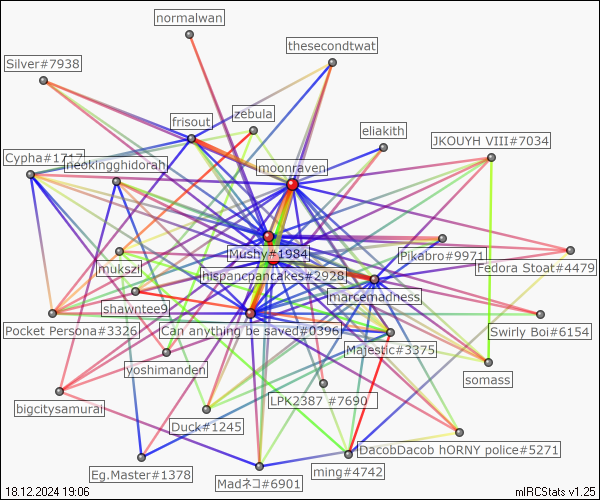 normalwan
thesecondtwat
Silver#7938
zebula
frisout
eliakith
JKOUYH VIII#7034
Cypha#1717
neokingghidorah
moonraven
Mushy#1984
Pikabro#9971
mukszil
hispancpancakes#2928
Fedora Stoat#4479
shawntee9
marcemadness
Pocket Persona#3326
Can anything be saved#0396
Swirly Boi#6154
Majestic#3375
yoshimanden
somass
LPK2387 #7690
bigcitysamurai
Duck#1245
DacobDacob hORNY police#5271
Eg.Master#1378
ming#4742
Madネコ#6901
18.12.2024 19:06
mIRCStats v1.25